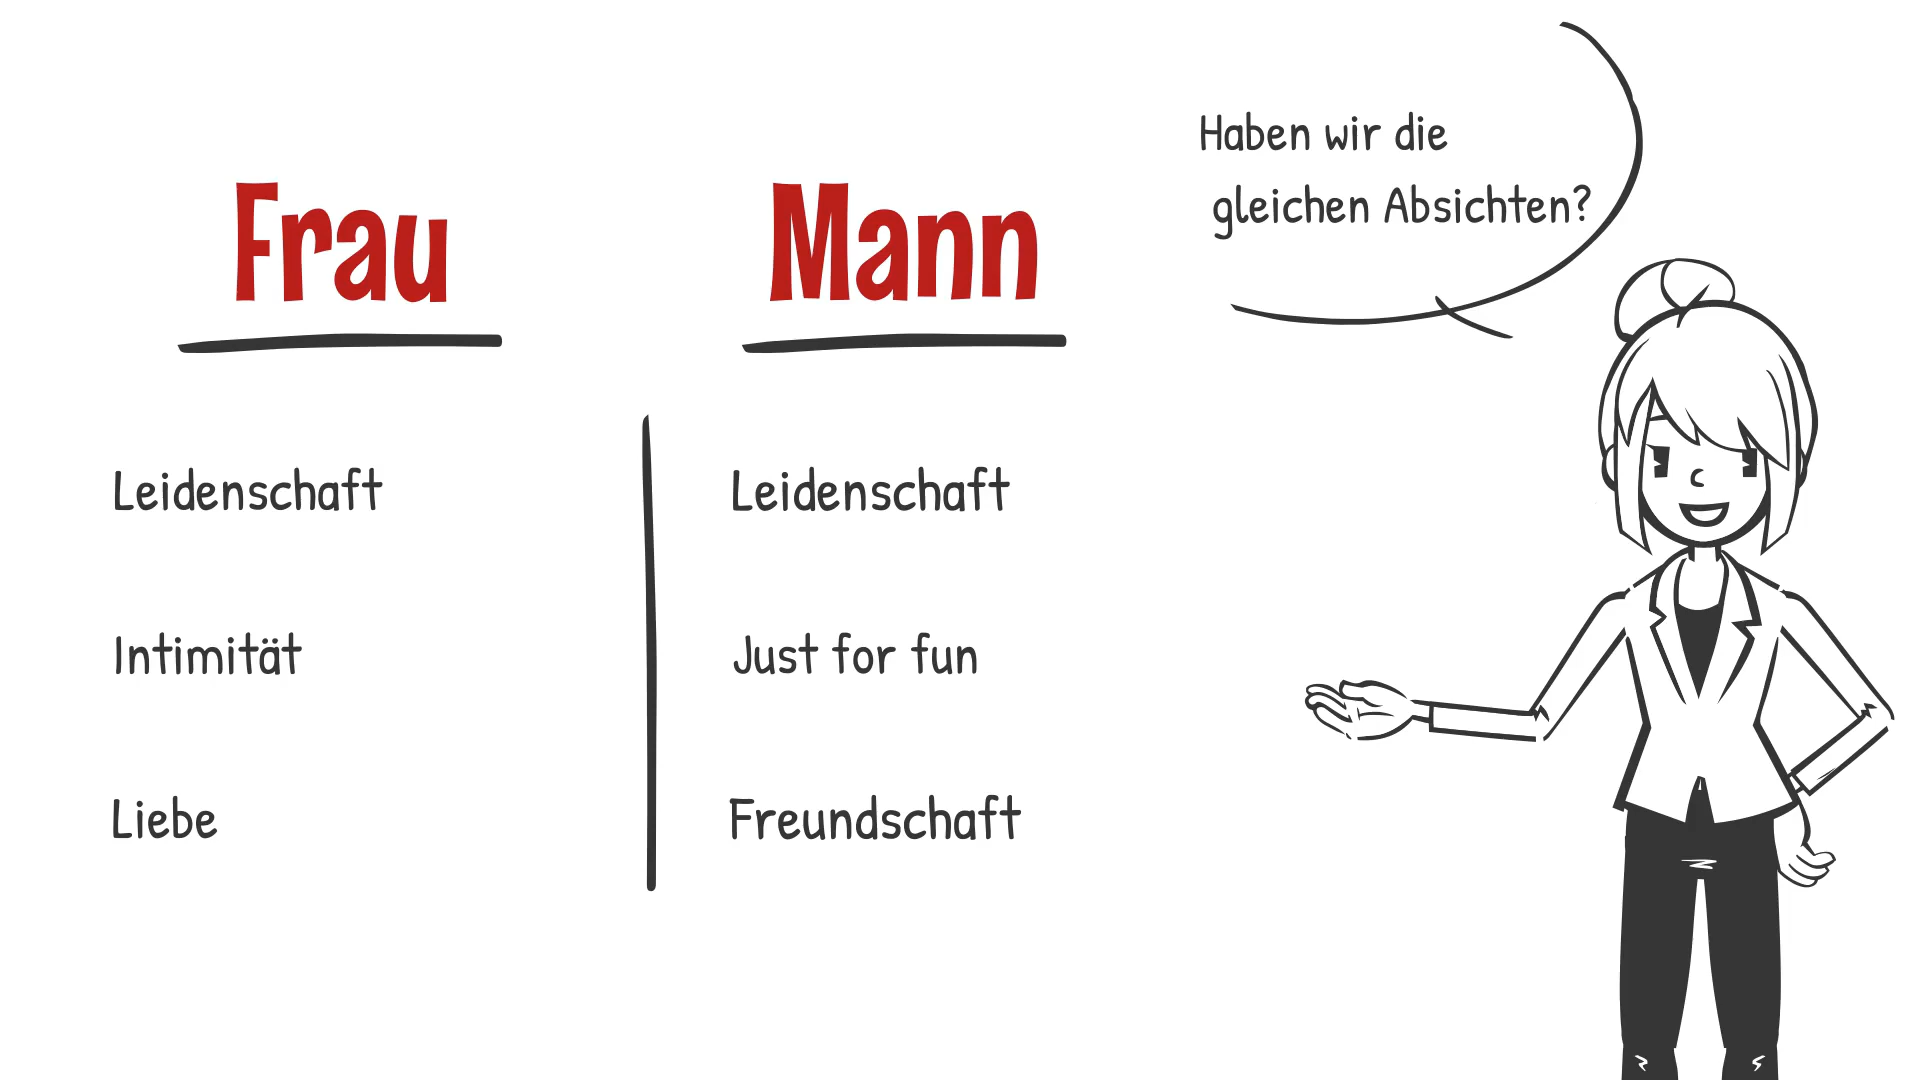 Frau
Leidenschaft
Intimität
Liebe
Mann
Leidenschaft
Just for fun
Freundschaft
Haben wir die
gleichen Absichten?